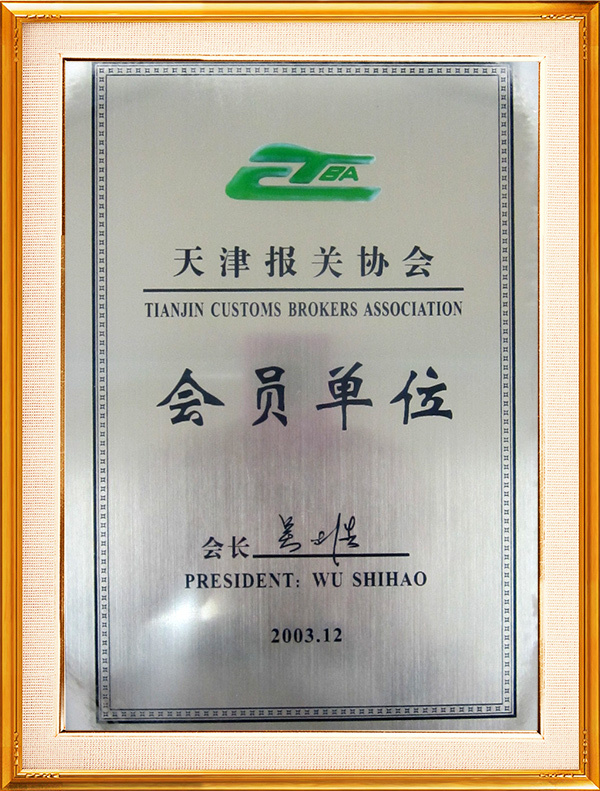 CTBA
天津报关协会
TIANJIN CUSTOMS BROKERS ASSOCIATION
会员单位
会长
PRESIDENT: WU SHIHAO
2003.12